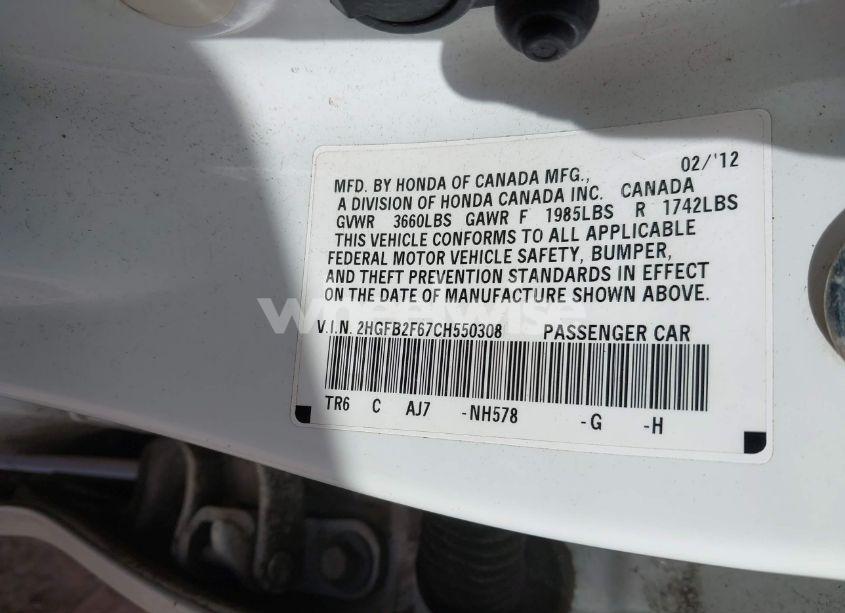 02/'12
MFD. BY HONDA OF CANADA MFG.,
A DIVISION OF HONDA CANADA INC. CANADA
GVWR 3660LBS GAWR F 1985LBS R 1742LBS
THIS VEHICLE CONFORMS TO ALL APPLICABLE
FEDERAL MOTOR VEHICLE SAFETY, BUMPER,
AND THEFT PREVENTION STANDARDS IN EFFECT
ON THE DATE OF MANUFACTURE SHOWN ABOVE.
wheelwise
V.I.N. 2HGFB2F67CH550308 PASSENGER CAR
TR6 C AJ7 -NH578 -G -H